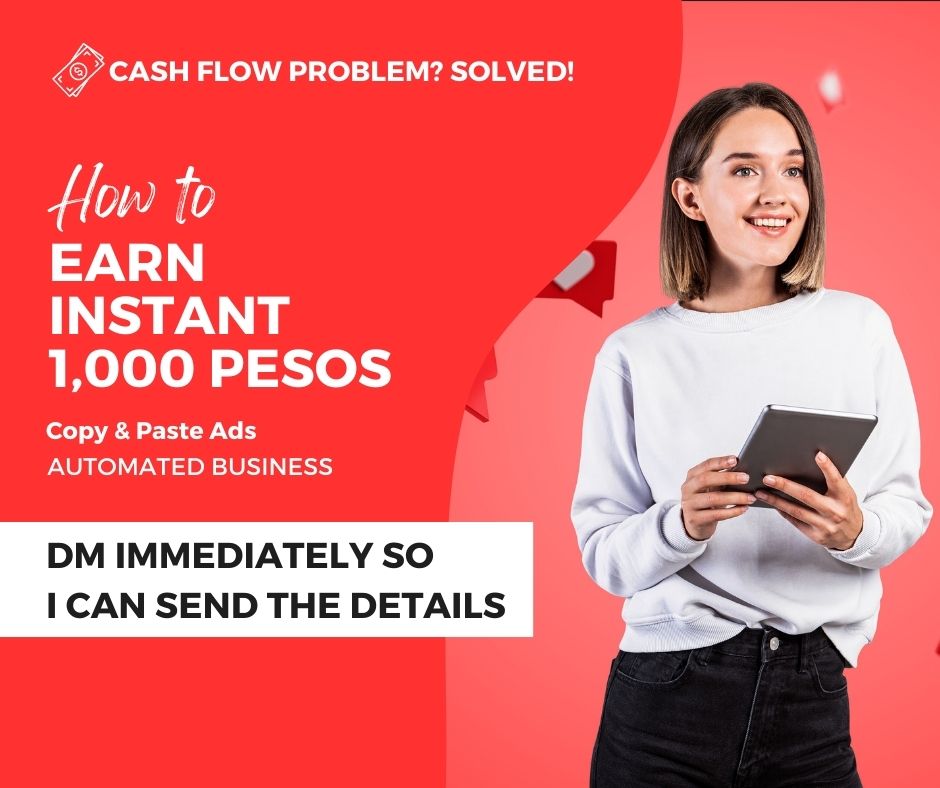 CASH FLOW PROBLEM? SOLVED!
How to
EARN
INSTANT
1,000 PESOS
Copy & Paste Ads
AUTOMATED BUSINESS
DM IMMEDIATELY SO
I CAN SEND THE DETAILS